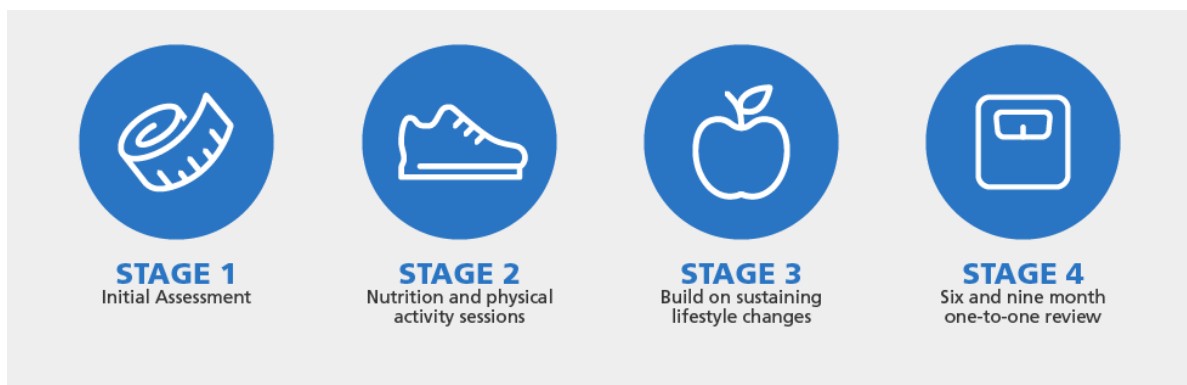 STAGE 1
Initial Assessment
STAGE 2
Nutrition and physical
activity sessions
STAGE 3
Build on sustaining
lifestyle changes
STAGE 4
Six and nine month
one-to-one review